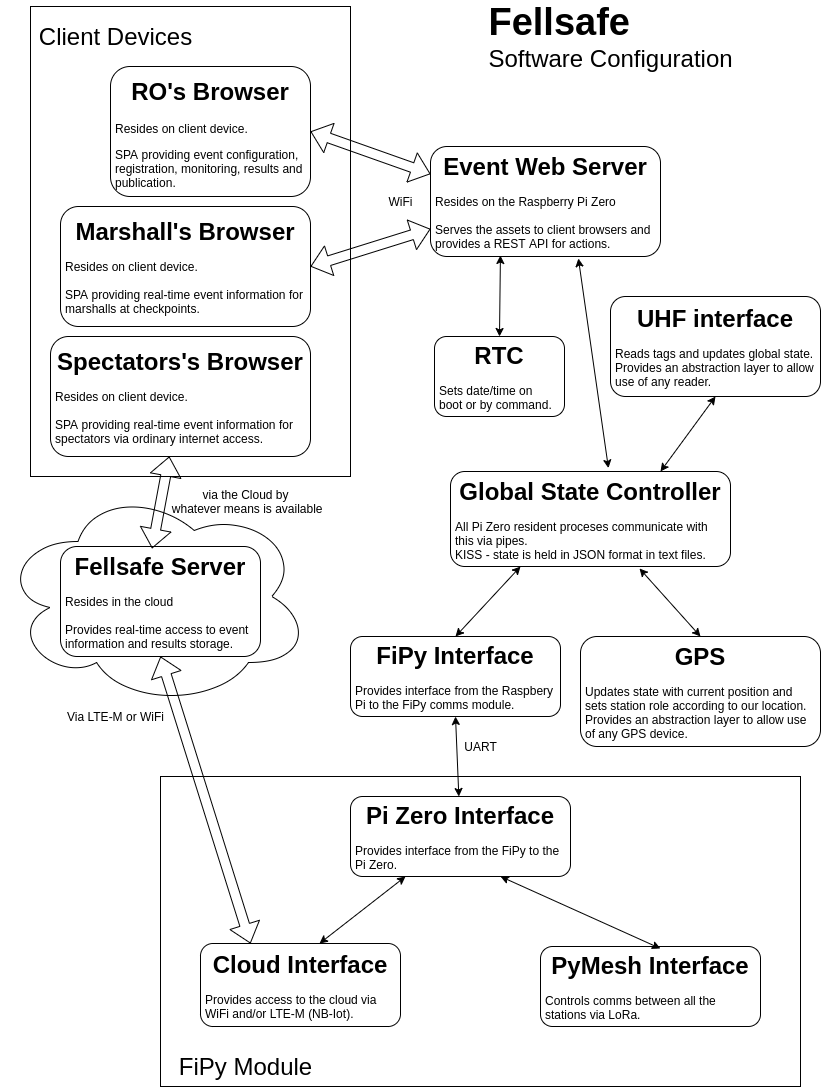 Fellsafe
Software Configuration
Client Devices
RO's Browser
Resides on client device.
SPA providing event configuration,
registration, monitoring, results and
publication.
Marshall's Browser
Resides on client device.
SPA providing real-time event information for
marshalls at checkpoints.
Spectators's Browser
Resides on client device.
SPA providing real-time event information for
spectators via ordinary internet access.
WiFi
Event Web Server
Resides on the Raspberry Pi Zero
Serves the assets to client browsers and
provides a REST API for actions.
RTC
Sets date/time on
boot or by command.
UHF interface
Reads tags and updates global state.
Provides an abstraction layer to allow
use of any reader.
Global State Controller
All Pi Zero resident proceses communicate with
this via pipes.
KISS - state is held in JSON format in text files.
via the Cloud by
whatever means is available
Fellsafe Server
Resides in the cloud
Provides real-time access to event
information and results storage.
Via LTE-M or WiFi
FiPy Interface
Provides interface from the Raspbery
Pi to the FiPy comms module.
GPS
Updates state with current position and
sets station role according to our location.
Provides an abstraction layer to allow use
of any GPS device.
UART
Pi Zero Interface
Provides interface from the FiPy to the
Pi Zero.
Cloud Interface
Provides access to the cloud via
WiFi and/or LTE-M (NB-Iot).
PyMesh Interface
Controls comms between all the
stations via LoRa.
FiPy Module